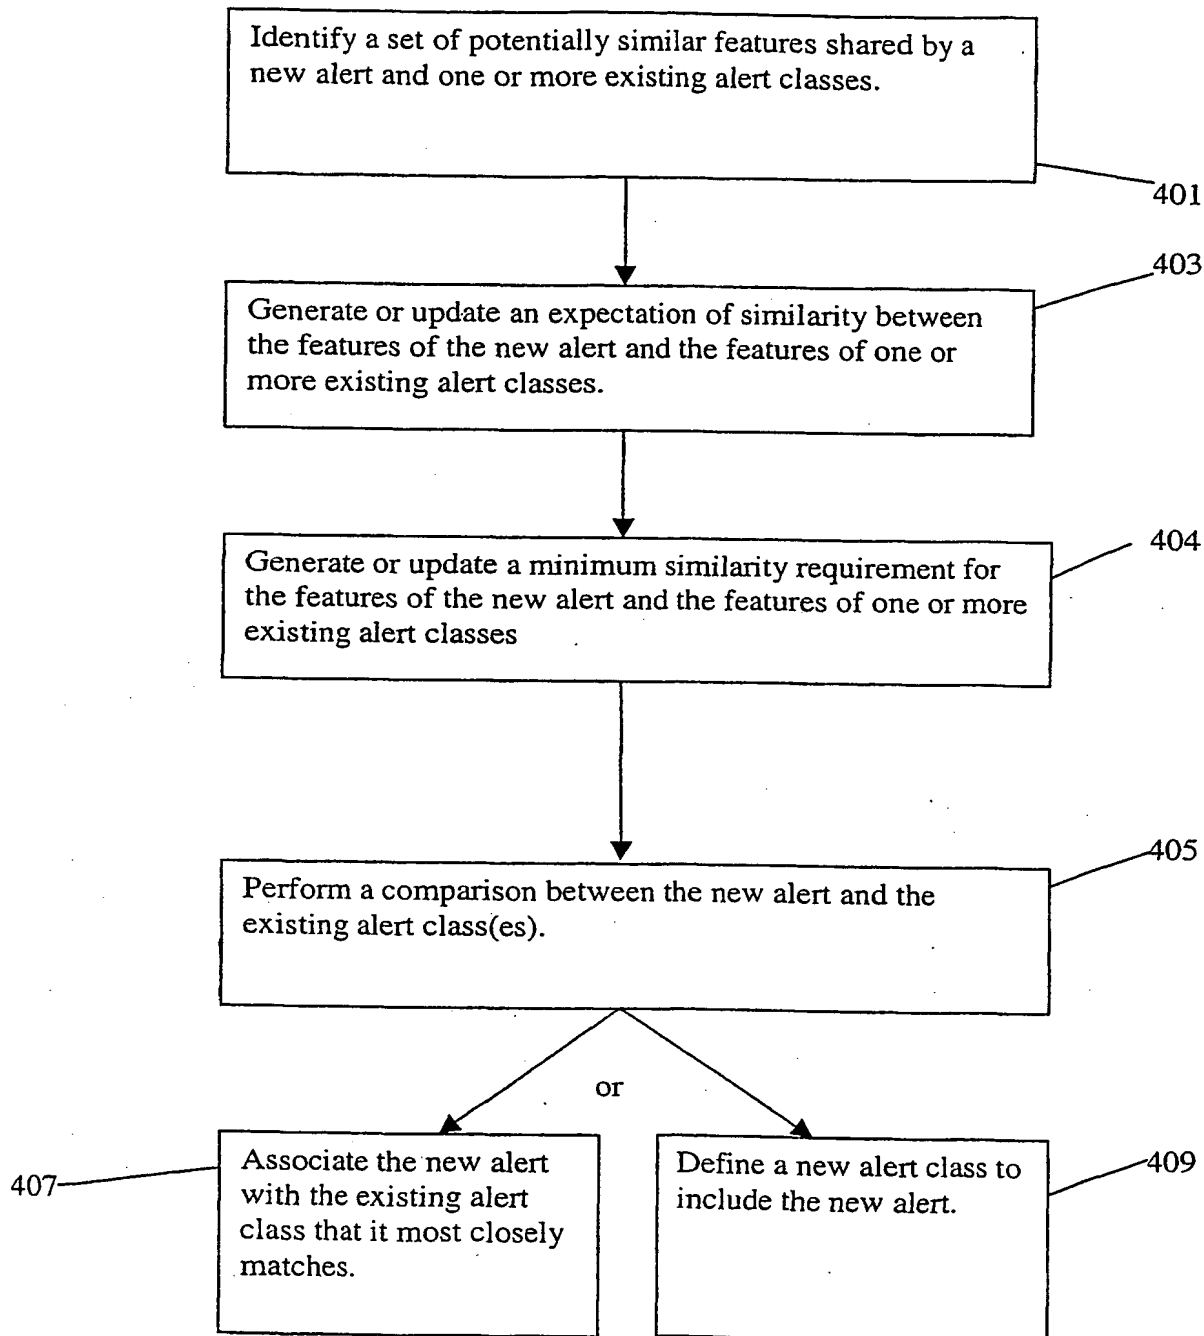 Identify a set of potentially similar features shared by a
new alert and one or more existing alert classes.
401
403
Generate or update an expectation of similarity between
the features of the new alert and the features of one or
more existing alert classes.
404
Generate or update a minimum similarity requirement for
the features of the new alert and the features of one or more
existing alert classes
405
Perform a comparison between the new alert and the
existing alert class(es).
or
407
Associate the new alert
with the existing alert
class that it most closely
matches.
Define a new alert class to
include the new alert.
409